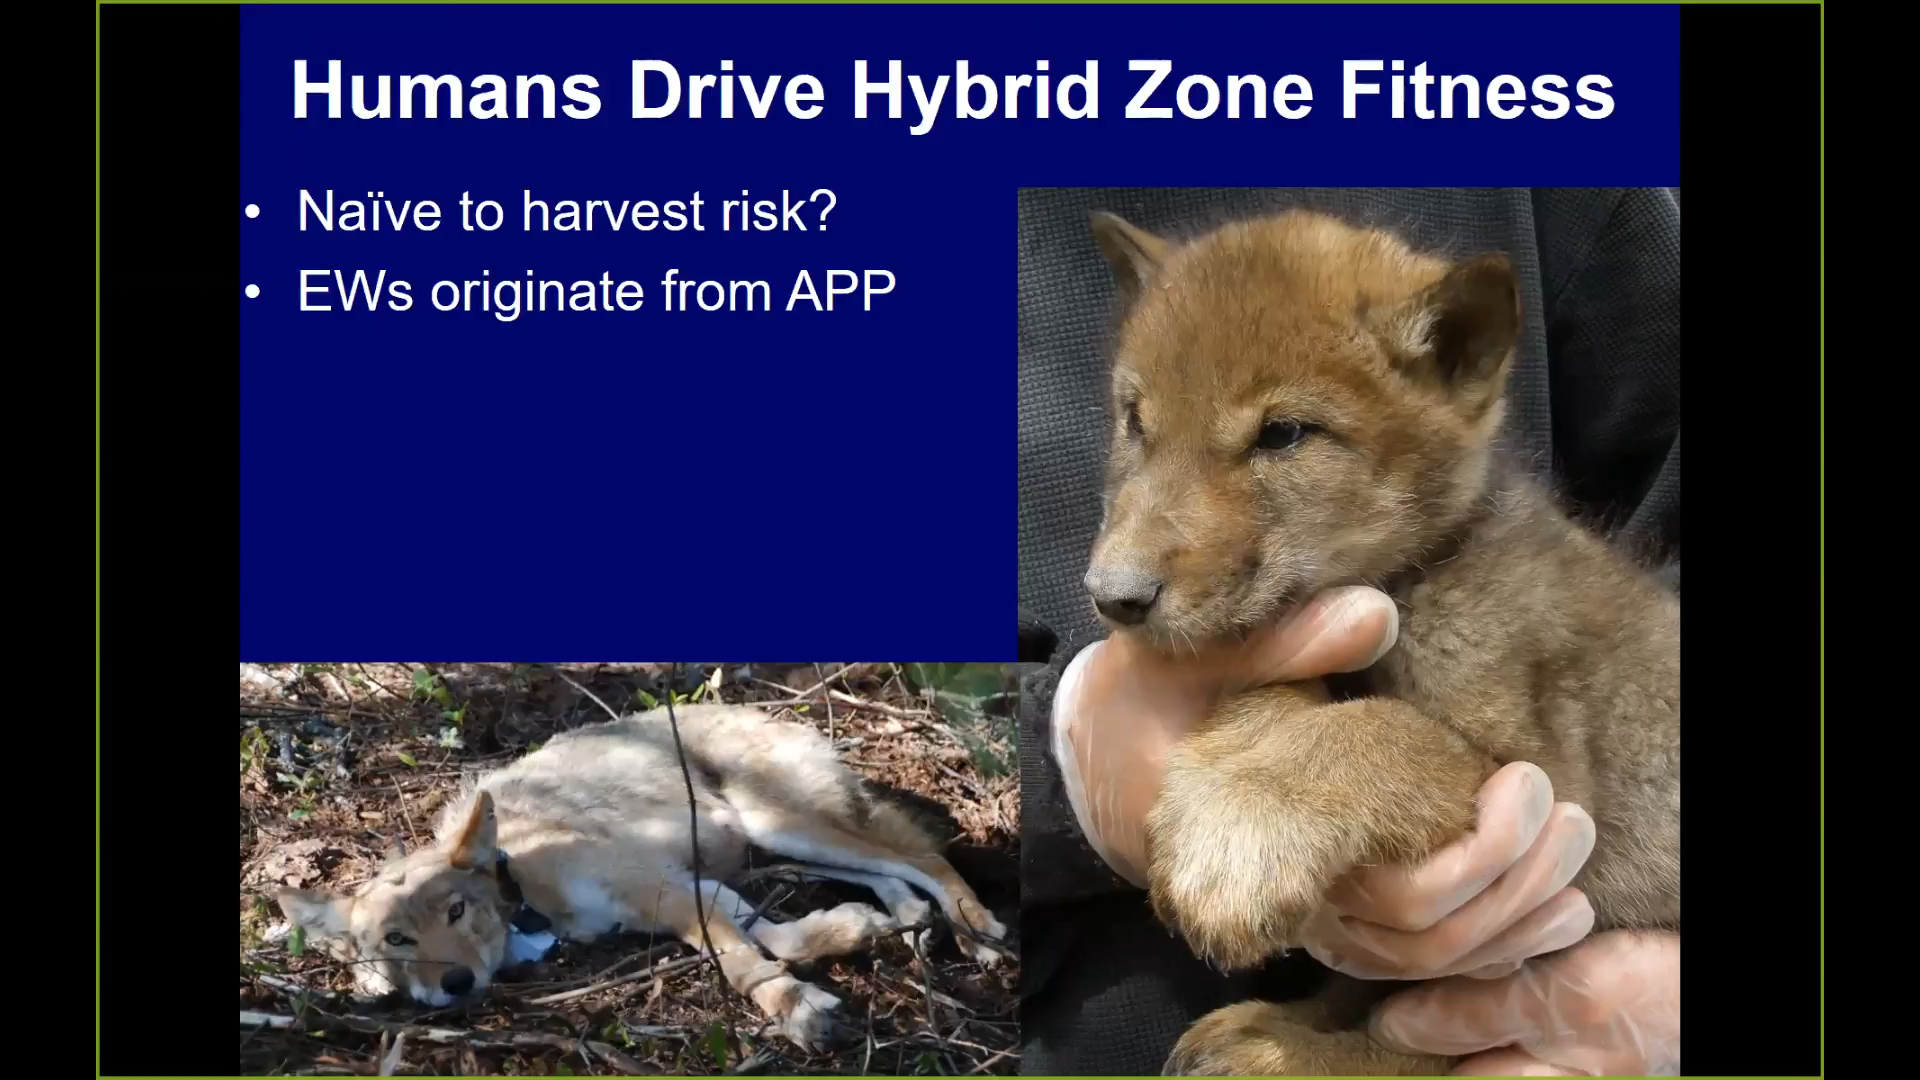 Humans Drive Hybrid Zone Fitness
• Naïve to harvest risk?
• EWs originate from APP